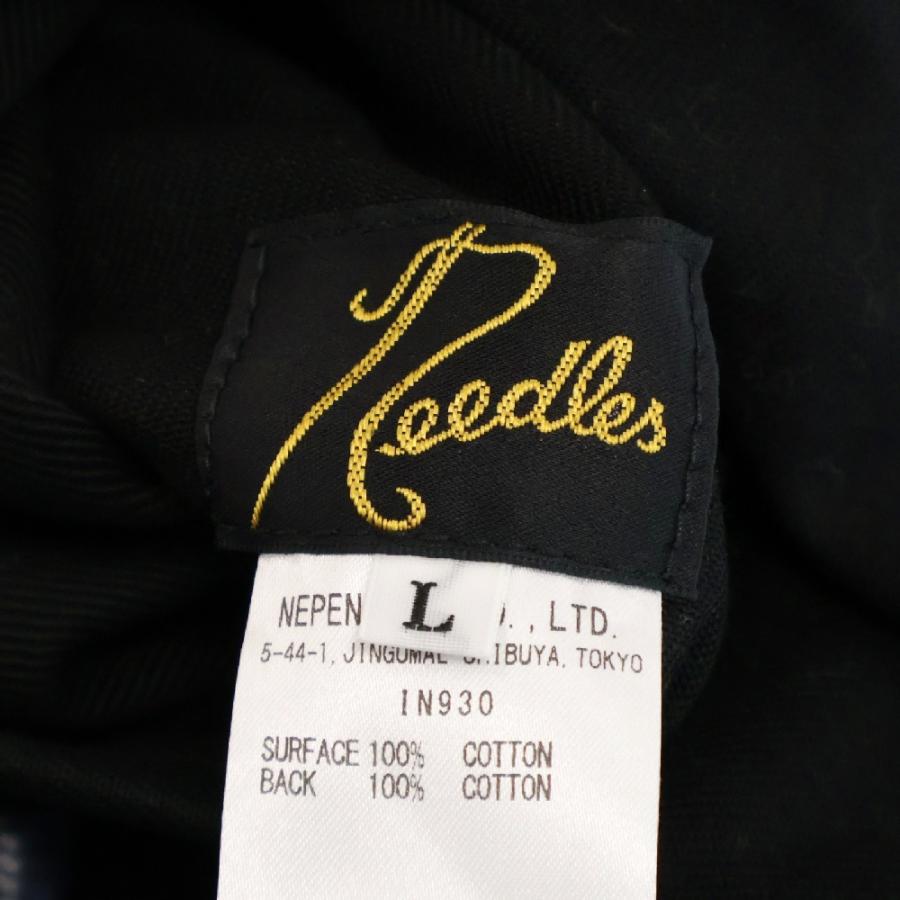 Needles
L
NEPEN . , LTD.
5-44-1, JINGUMAE SHIBUYA, TOKYO
IN930
SURFACE 100% COTTON
BACK 100% COTTON